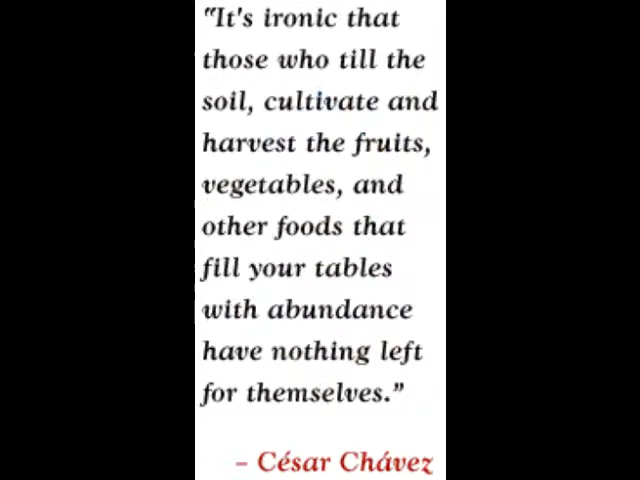 "It's ironic that
those who till the
soil, cultivate and
harvest the fruits,
vegetables, and
other foods that
fill your tables
with abundance
have nothing left
for themselves.”
– César Chávez